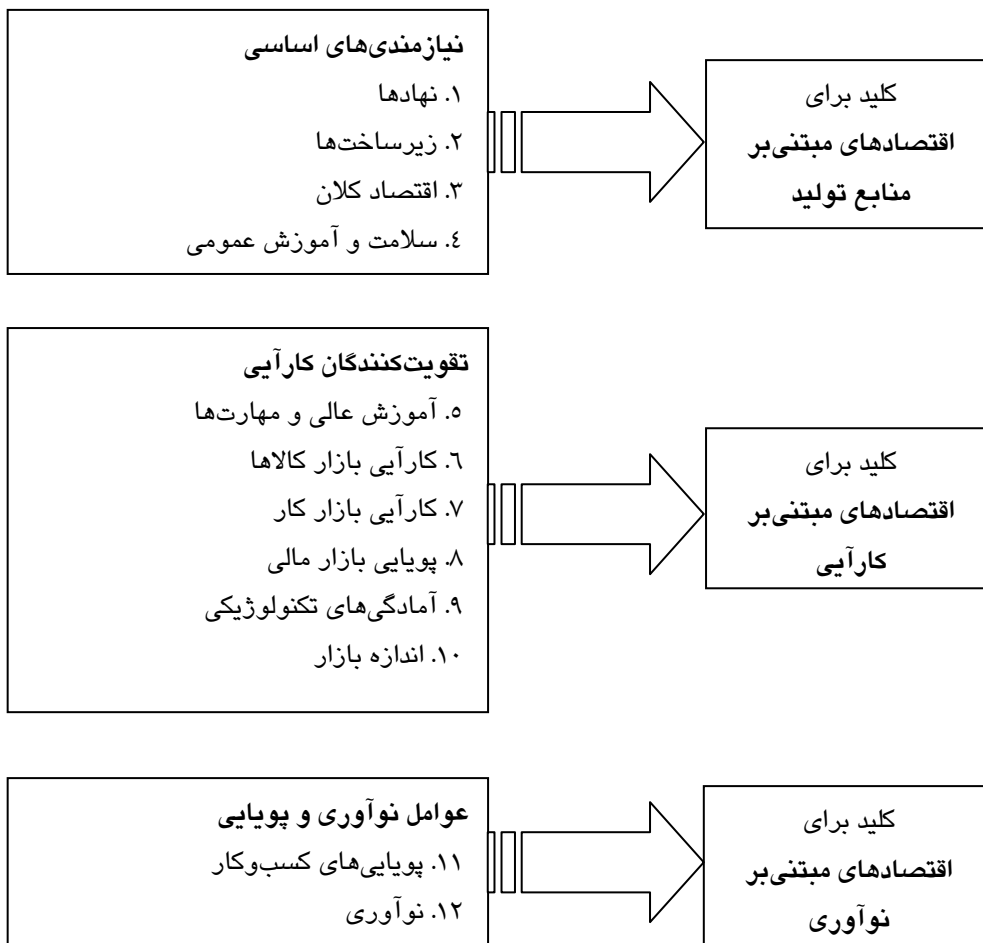 نیازمندی‌های اساسی
۱. نهادها
۲. زیرساخت‌ها
۳. اقتصاد کلان
٤. سلامت و آموزش عمومی
کلید برای
اقتصادهای مبتنی‌بر
منابع تولید
تقویت‌کنندگان کارآیی
٥. آموزش عالی و مهارت‌ها
٦. کارآیی بازار کالاها
۷. کارآیی بازار کار
۸. پویایی بازار مالی
۹. آمادگی‌های تکنولوژیکی
۱۰. اندازه بازار
کلید برای
اقتصادهای مبتنی‌بر
کارآیی
عوامل نوآوری و پویایی
۱۱. پویایی‌های کسب‌وکار
۱۲. نوآوری
کلید برای
اقتصادهای مبتنی‌بر
نوآوری